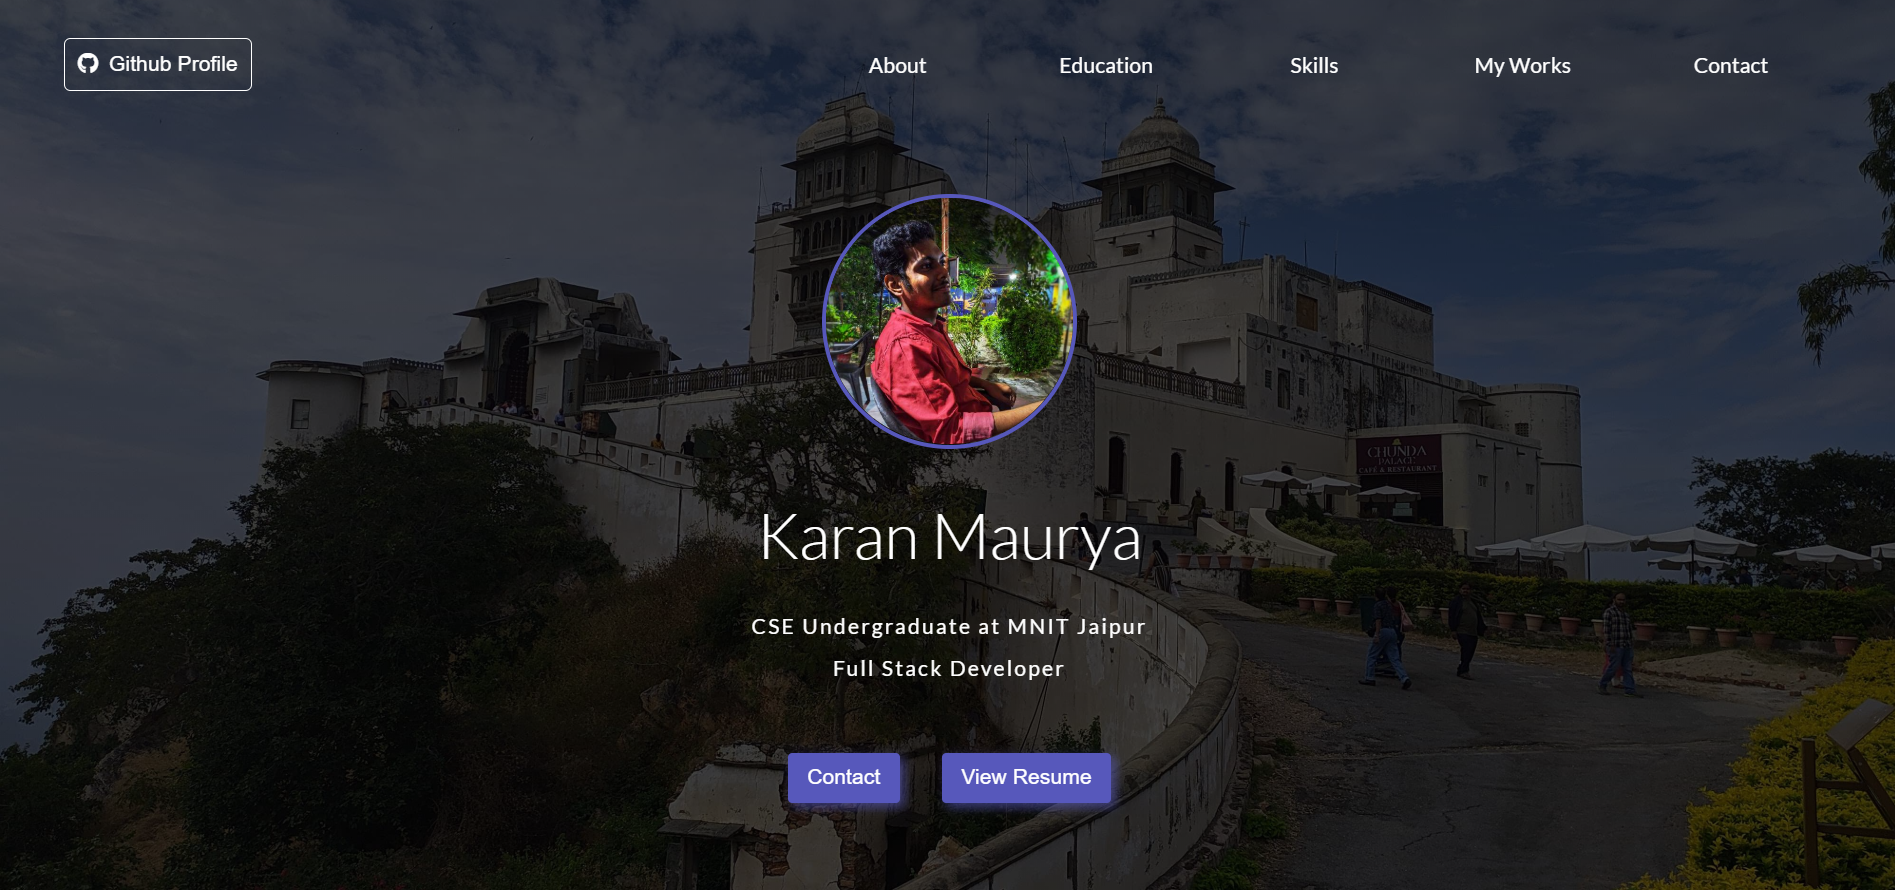 Github Profile
About
Education
Skills
My Works
Contact
CHUNDA
PALACE
CAFÉ & RESTAURANT
Karan Maurya
CSE Undergraduate at MNIT Jaipur
Full Stack Developer
Contact
View Resume